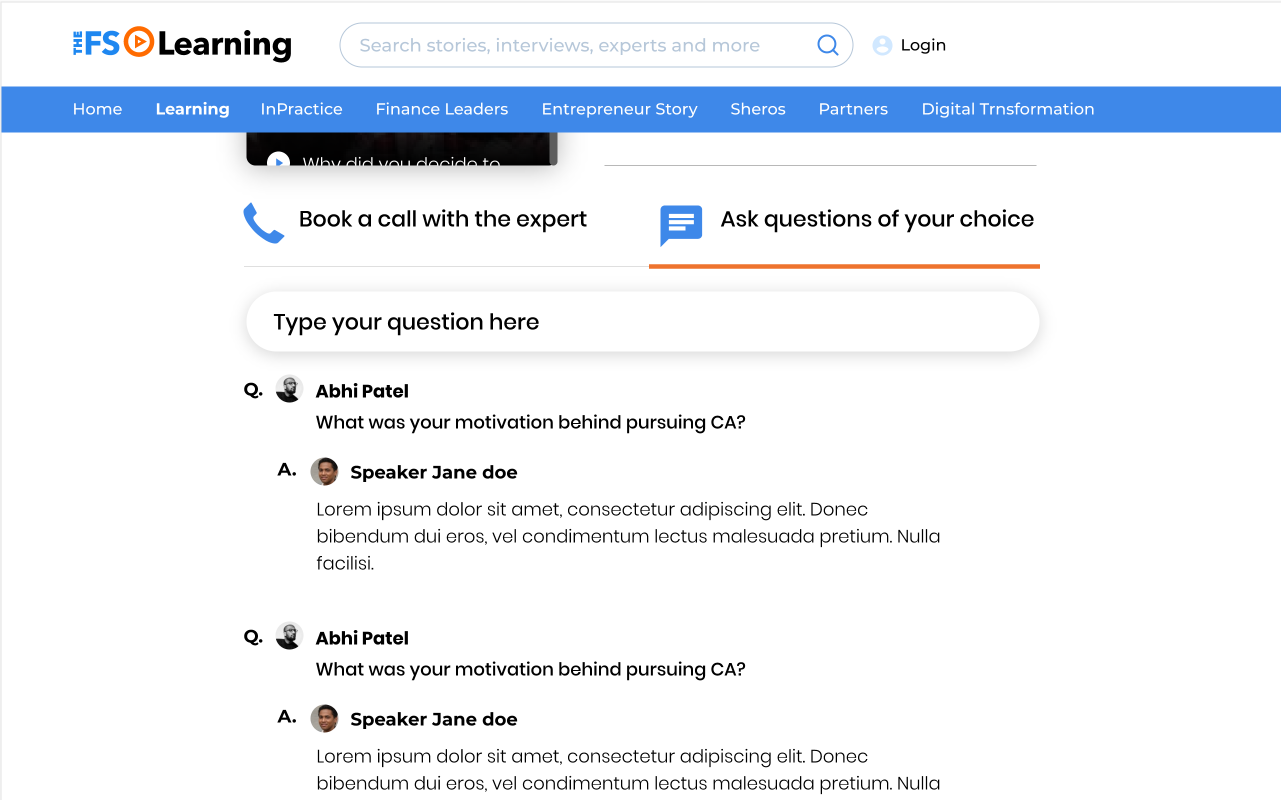 THE FS Learning
Search stories, interviews, experts and more
Login
Home Learning InPractice Finance Leaders Entrepreneur Story Sheros Partners Digital Trnsformation
Why did you decide to
Book a call with the expert
Ask questions of your choice
Type your question here
Q. Abhi Patel
What was your motivation behind pursuing CA?
A. Speaker Jane doe
Lorem ipsum dolor sit amet, consectetur adipiscing elit. Donec
bibendum dui eros, vel condimentum lectus malesuada pretium. Nulla
facilisi.
Q. Abhi Patel
What was your motivation behind pursuing CA?
A. Speaker Jane doe
Lorem ipsum dolor sit amet, consectetur adipiscing elit. Donec
bibendum dui eros, vel condimentum lectus malesuada pretium. Nulla